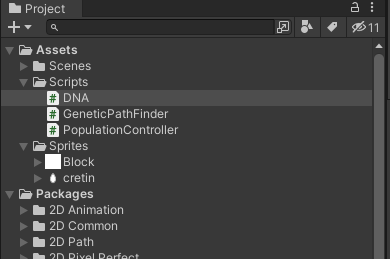 Project
11
Assets
Scenes
Scripts
# DNA
# GeneticPathFinder
# PopulationController
Sprites
Block
cretin
Packages
2D Animation
2D Common
2D Path
2D Pixel Perfect